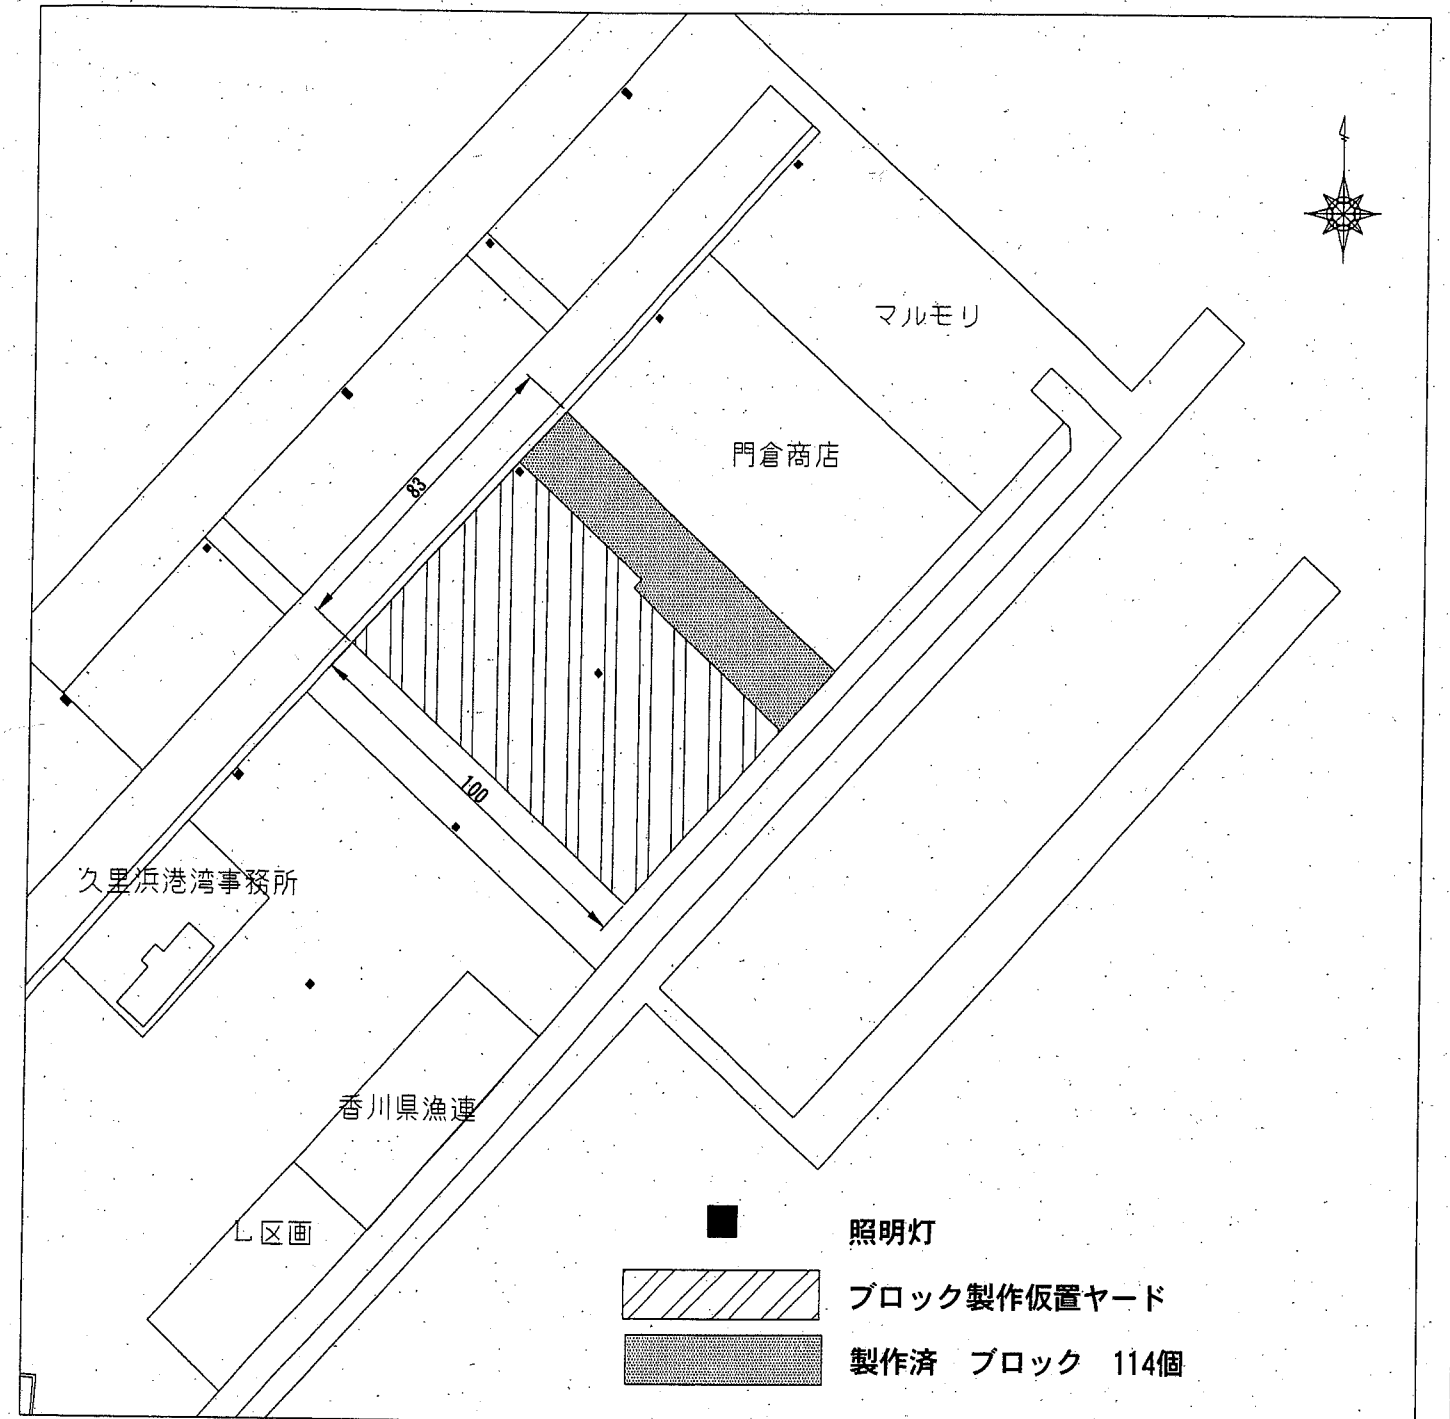 マルモリ
門倉商店
83
100
久里浜港湾事務所
香川県漁連
L区画
照明灯
ブロック製作仮置ヤード
製作済 ブロック 114個